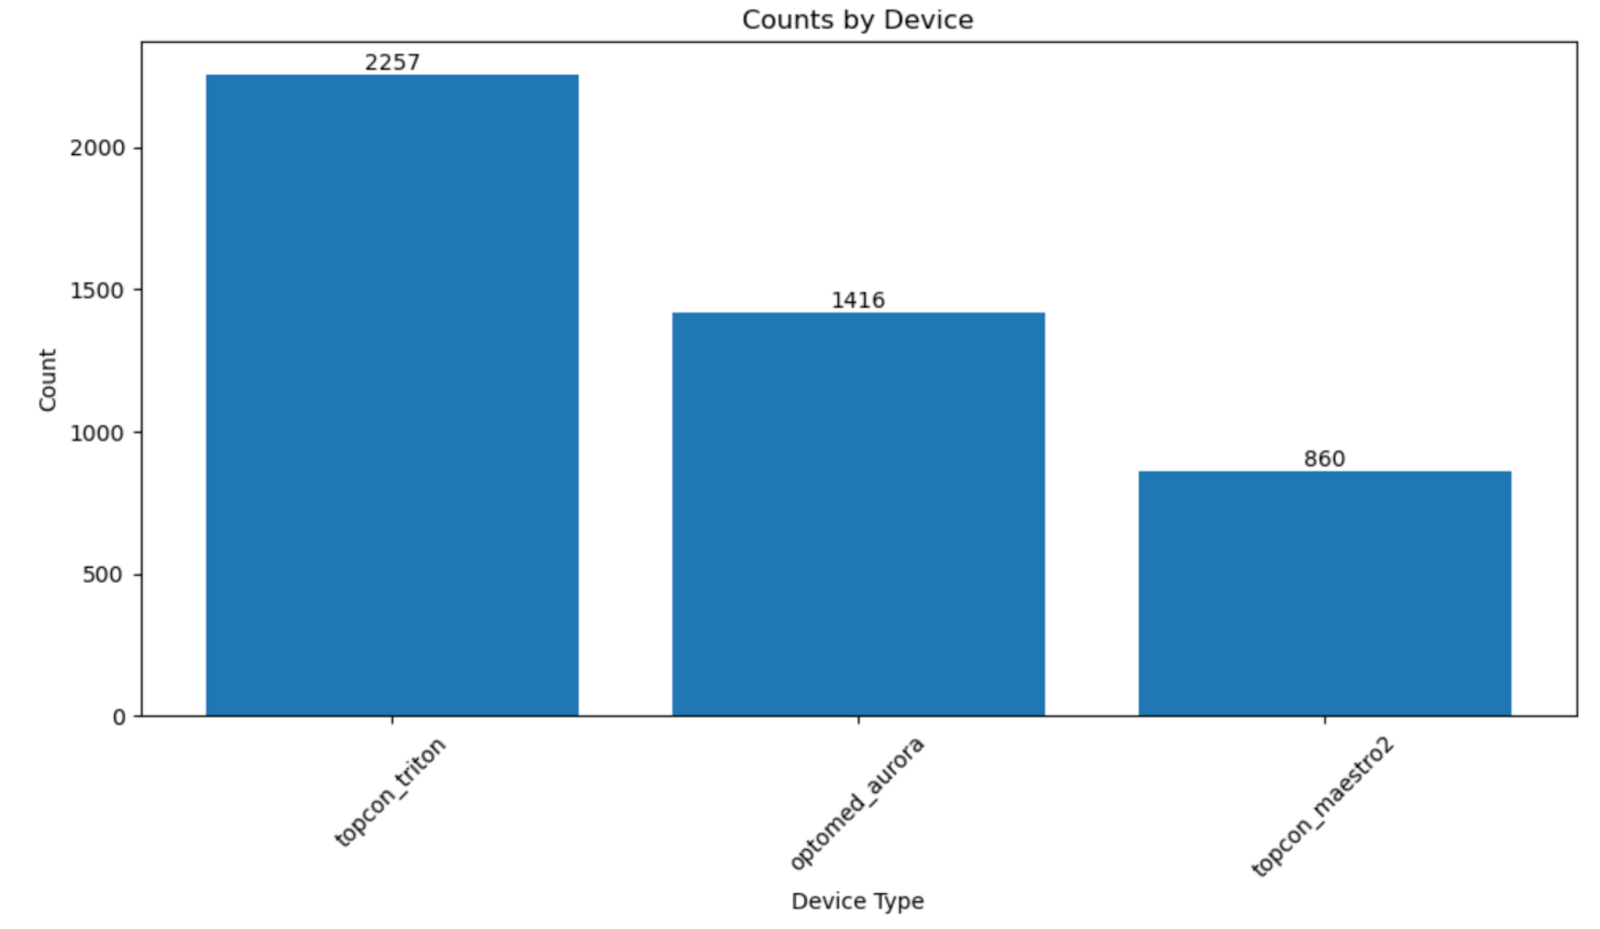 Counts by Device
2257
1416
860
2000
1500
1000
500
0
Count
topcon_triton
optomed_aurora
topcon_maestro2
Device Type